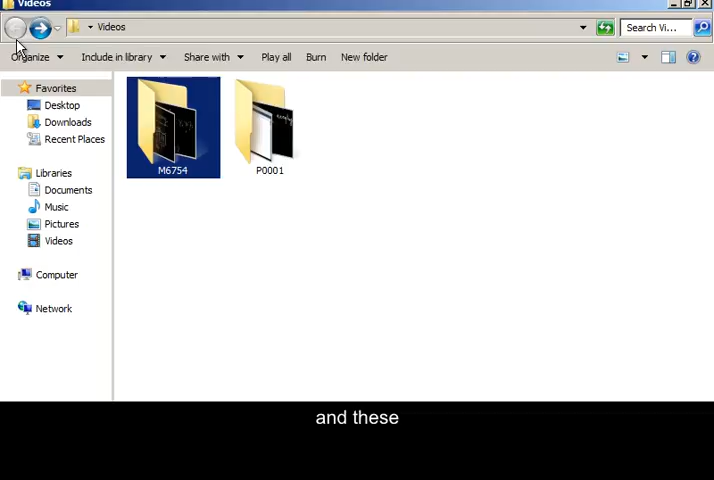 Videos
Videos
Search Vi...
Organize
Include in library
Share with
Play all
Burn
New folder
Favorites
Desktop
Downloads
Recent Places
Libraries
Documents
Music
Pictures
Videos
Computer
Network
M6754
P0001
and these